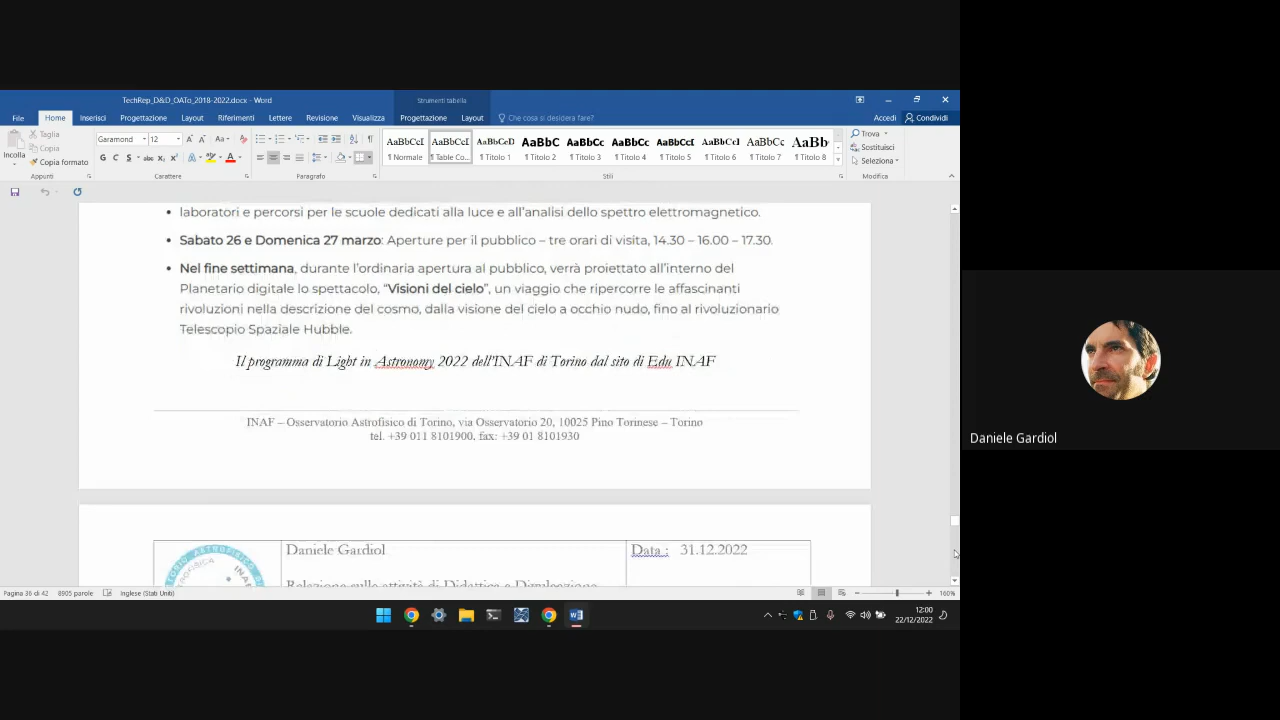 TechRep_D&D_OATo_2018-2022.docx - Word
Strumenti tabella
File Home Inserisci Progettazione Layout Riferimenti Lettere Revisione Visualizza Progettazione Layout Che cosa si desidera fare? Accedi Condividi
Incolla
Taglia
Copia
Copia formato
Appunti
Garamond 12
Carattere
Paragrafo
AaBbCcI AaBbCcI AaBbCcD AaBbC AaBbCc AaBbCc AaBbCcI AaBbCcI AaBbCc AaBb
¶ Normale ¶ Table Co... ¶ Titolo 1 ¶ Titolo 2 ¶ Titolo 3 ¶ Titolo 4 ¶ Titolo 5 ¶ Titolo 6 ¶ Titolo 7 ¶ Titolo 8
Stili
Trova
Sostituisci
Seleziona
Modifica
• laboratori e percorsi per le scuole dedicati alla luce e all'analisi dello spettro elettromagnetico.
• Sabato 26 e Domenica 27 marzo: Aperture per il pubblico – tre orari di visita, 14.30 – 16.00 – 17.30.
• Nel fine settimana, durante l'ordinaria apertura al pubblico, verrà proiettato all'interno del
Planetario digitale lo spettacolo, "Visioni del cielo", un viaggio che ripercorre le affascinanti
rivoluzioni nella descrizione del cosmo, dalla visione del cielo a occhio nudo, fino al rivoluzionario
Telescopio Spaziale Hubble.
Il programma di Light in Astronomy 2022 dell'INAF di Torino dal sito di Edu INAF
INAF – Osservatorio Astrofisico di Torino, via Osservatorio 20, 10025 Pino Torinese – Torino
tel. +39 011 8101900, fax: +39 01 8101930
Daniele Gardiol
Data : 31.12.2022
Relazione sulle attività di Didattica e Divulgazione
Pagina 36 di 42 8905 parole Inglese (Stati Uniti)
160%
12:00
22/12/2022
Daniele Gardiol